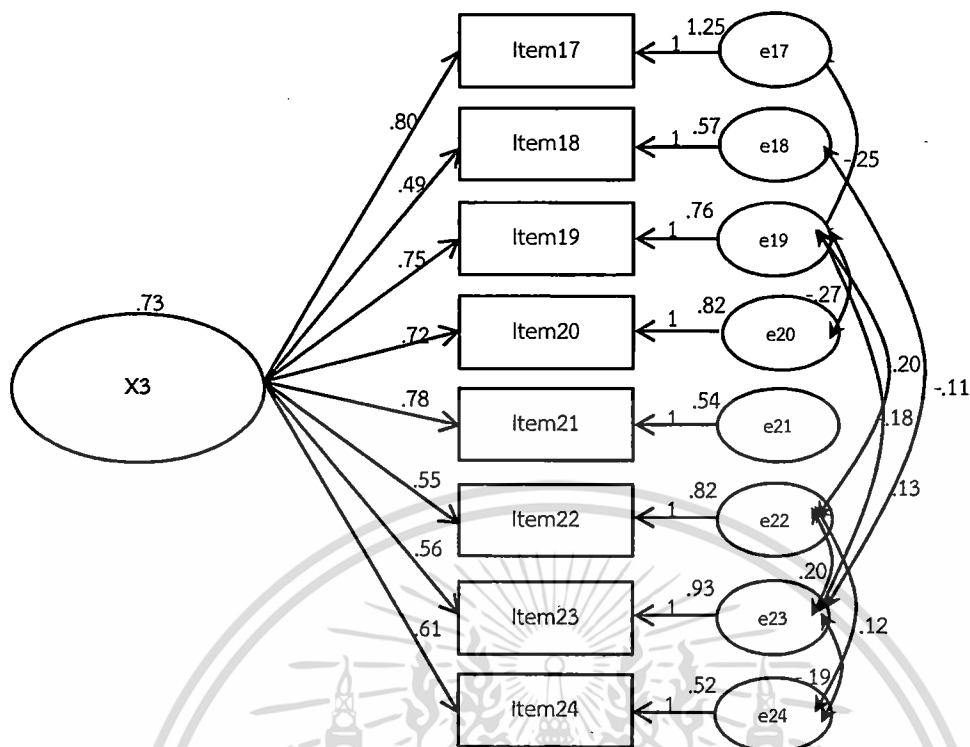 1.25
Item17
1
e17
.80
.57
Item18
1
e18
-.25
.49
.76
Item19
1
e19
.75
.73
.82
-.27
Item20
1
e20
.72
.20
-.11
X3
.78
.54
.18
Item21
1
e21
.55
.82
.13
Item22
1
e22
.56
.93
.20
Item23
1
e23
.12
.61
.52
-.19
Item24
1
e24